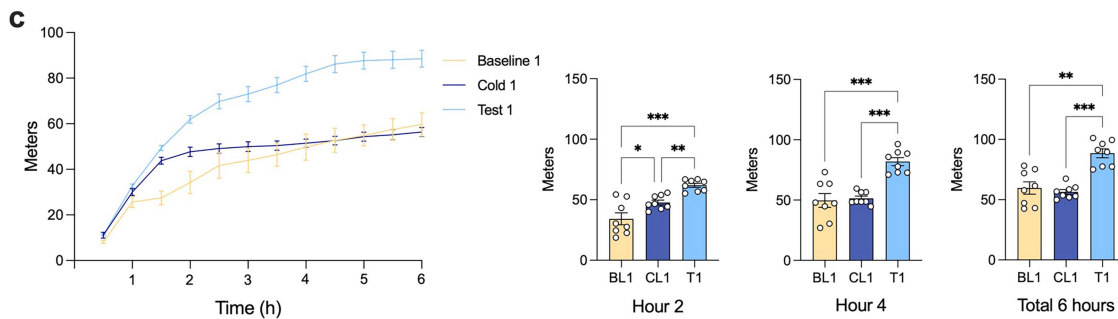 c
100
80
60
40
20
0
Meters
1 2 3 4 5 6
Time (h)
Baseline 1
Cold 1
Test 1
150
100
50
0
Meters
***
* **
BL1 CL1 T1
Hour 2
150
100
50
0
Meters
***
***
BL1 CL1 T1
Hour 4
150
100
50
0
Meters
**
***
BL1 CL1 T1
Total 6 hours